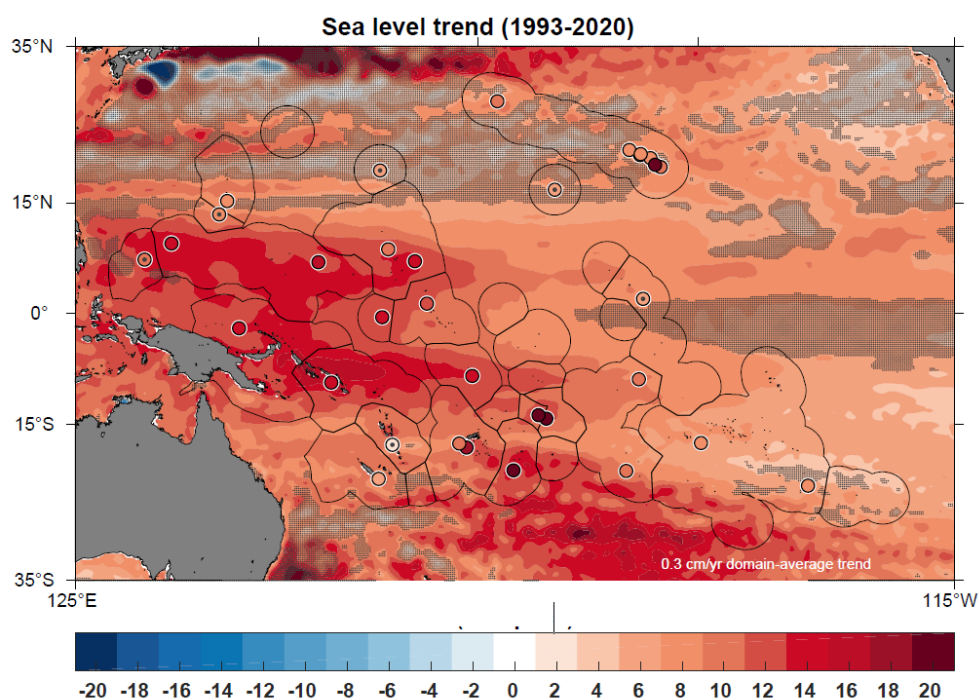 Sea level trend (1993-2020)
35°N
15°N
0°
15°S
35°S
0.3 cm/yr domain-average trend
125°E
115°W
-20 -18 -16 -14 -12 -10 -8 -6 -4 -2 0 2 4 6 8 10 12 14 16 18 20